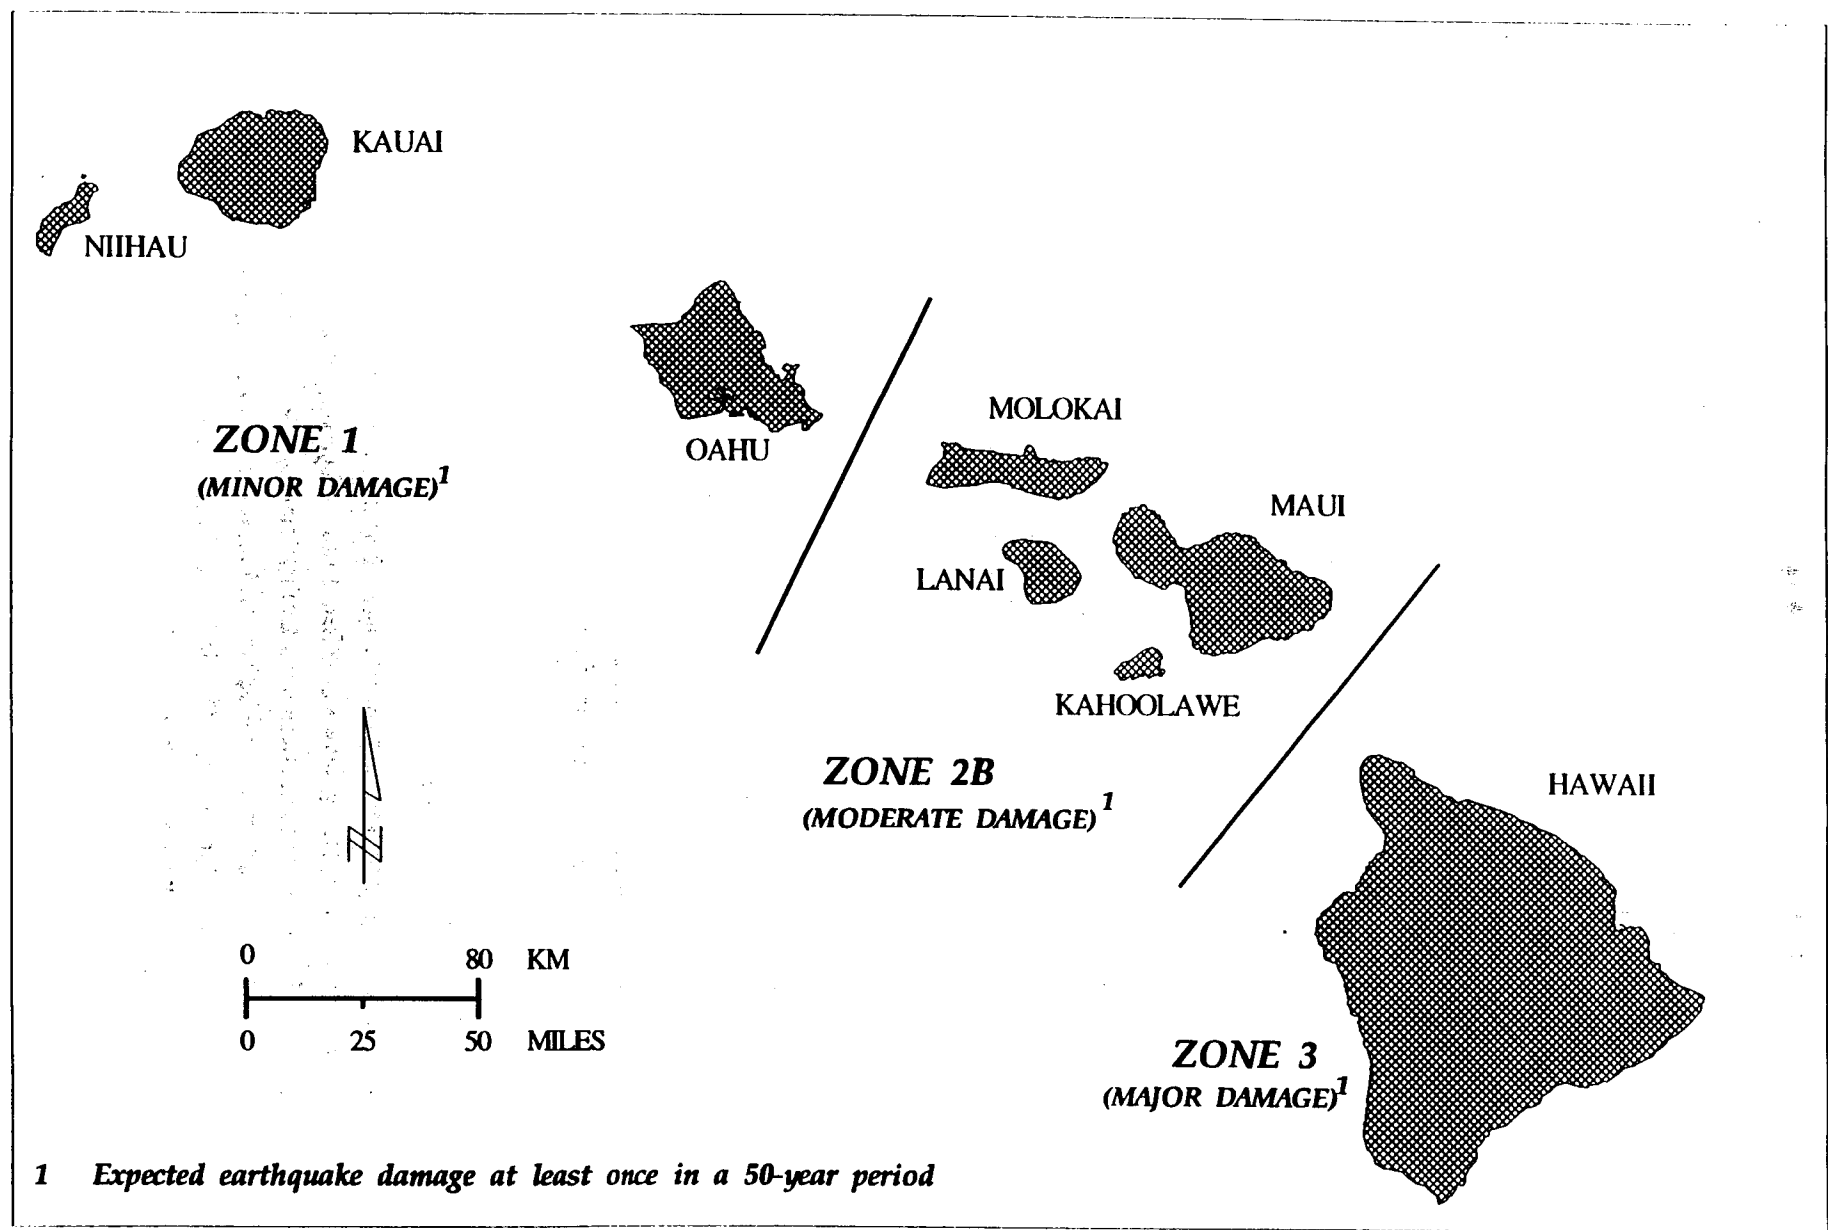 KAUAI
NIIHAU
ZONE 1
(MINOR DAMAGE)1
OAHU
MOLOKAI
MAUI
LANAI
KAHOOLAWE
ZONE 2B
(MODERATE DAMAGE)1
HAWAII
N
0 80 KM
0 25 50 MILES
ZONE 3
(MAJOR DAMAGE)1
1 Expected earthquake damage at least once in a 50-year period